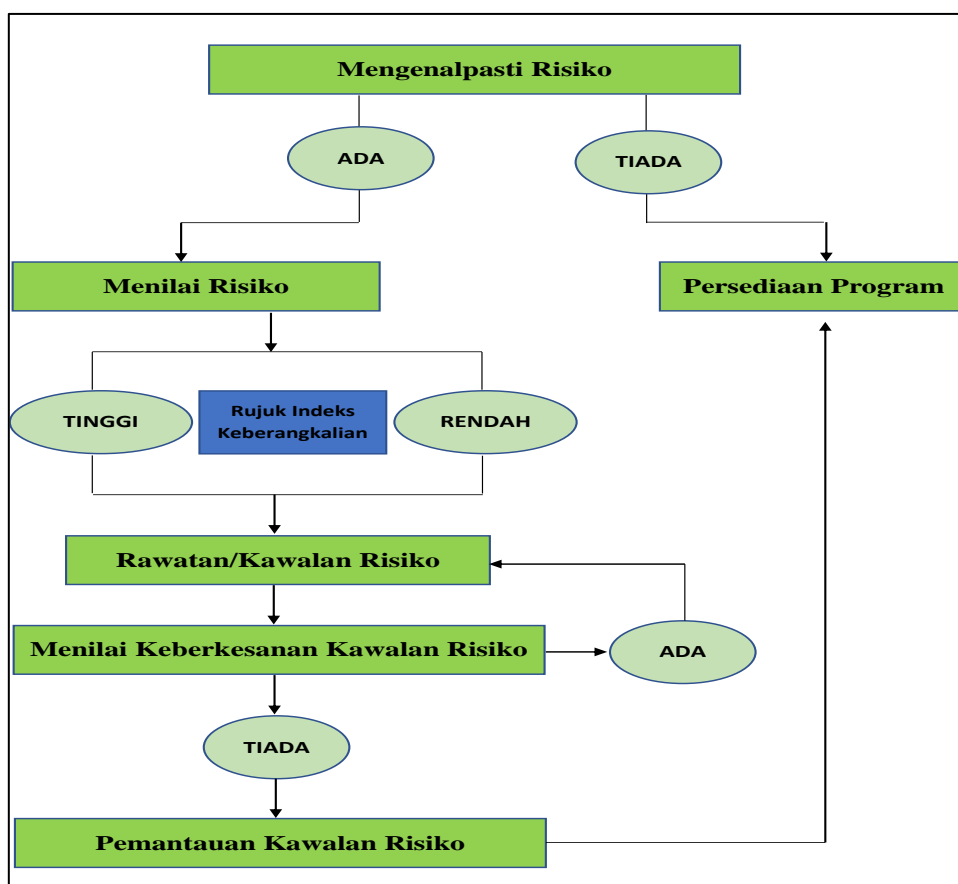 Mengenalpasti Risiko
ADA
TIADA
Menilai Risiko
Persediaan Program
TINGGI
Rujuk Indeks
Keberangkalian
RENDAH
Rawatan/Kawalan Risiko
Menilai Keberkesanan Kawalan Risiko
ADA
TIADA
Pemantauan Kawalan Risiko